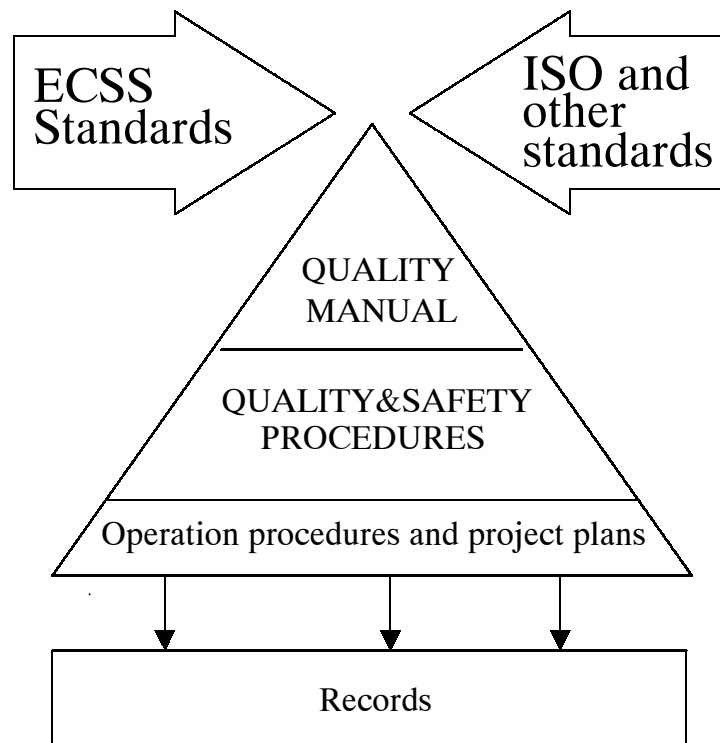 ECSS
Standards
ISO and
other
standards
QUALITY
MANUAL
QUALITY&SAFETY
PROCEDURES
Operation procedures and project plans
Records